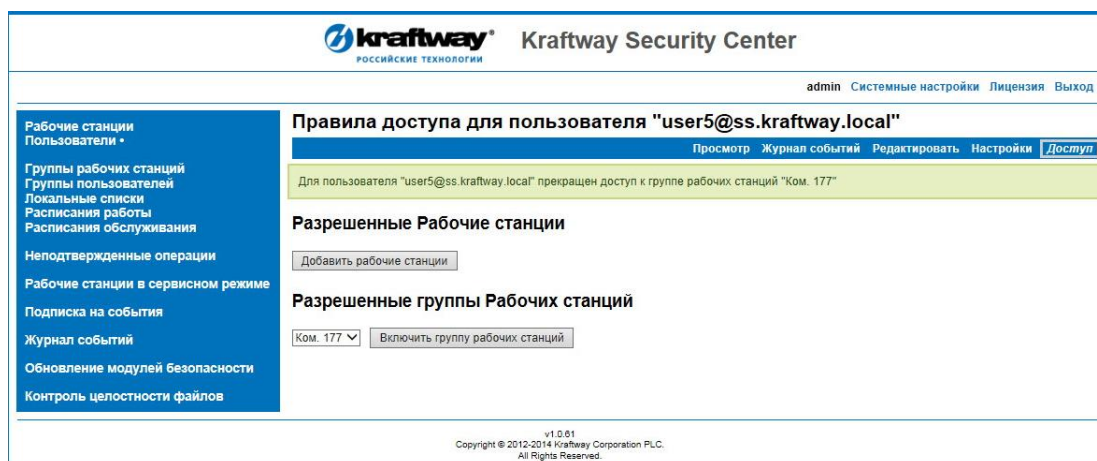 kraftway®
РОССИЙСКИЕ ТЕХНОЛОГИИ
Kraftway Security Center
admin Системные настройки Лицензия Выход
Рабочие станции
Пользователи •
Группы рабочих станций
Группы пользователей
Локальные списки
Расписания работы
Расписания обслуживания
Неподтвержденные операции
Рабочие станции в сервисном режиме
Подписка на события
Журнал событий
Обновление модулей безопасности
Контроль целостности файлов
Правила доступа для пользователя "user5@ss.kraftway.local"
Просмотр Журнал событий Редактировать Настройки Доступ
Для пользователя "user5@ss.kraftway.local" прекращен доступ к группе рабочих станций "Ком. 177"
Разрешенные Рабочие станции
Добавить рабочие станции
Разрешенные группы Рабочих станций
Ком. 177 Включить группу рабочих станций
v1.0.61
Copyright © 2012-2014 Kraftway Corporation PLC.
All Rights Reserved.